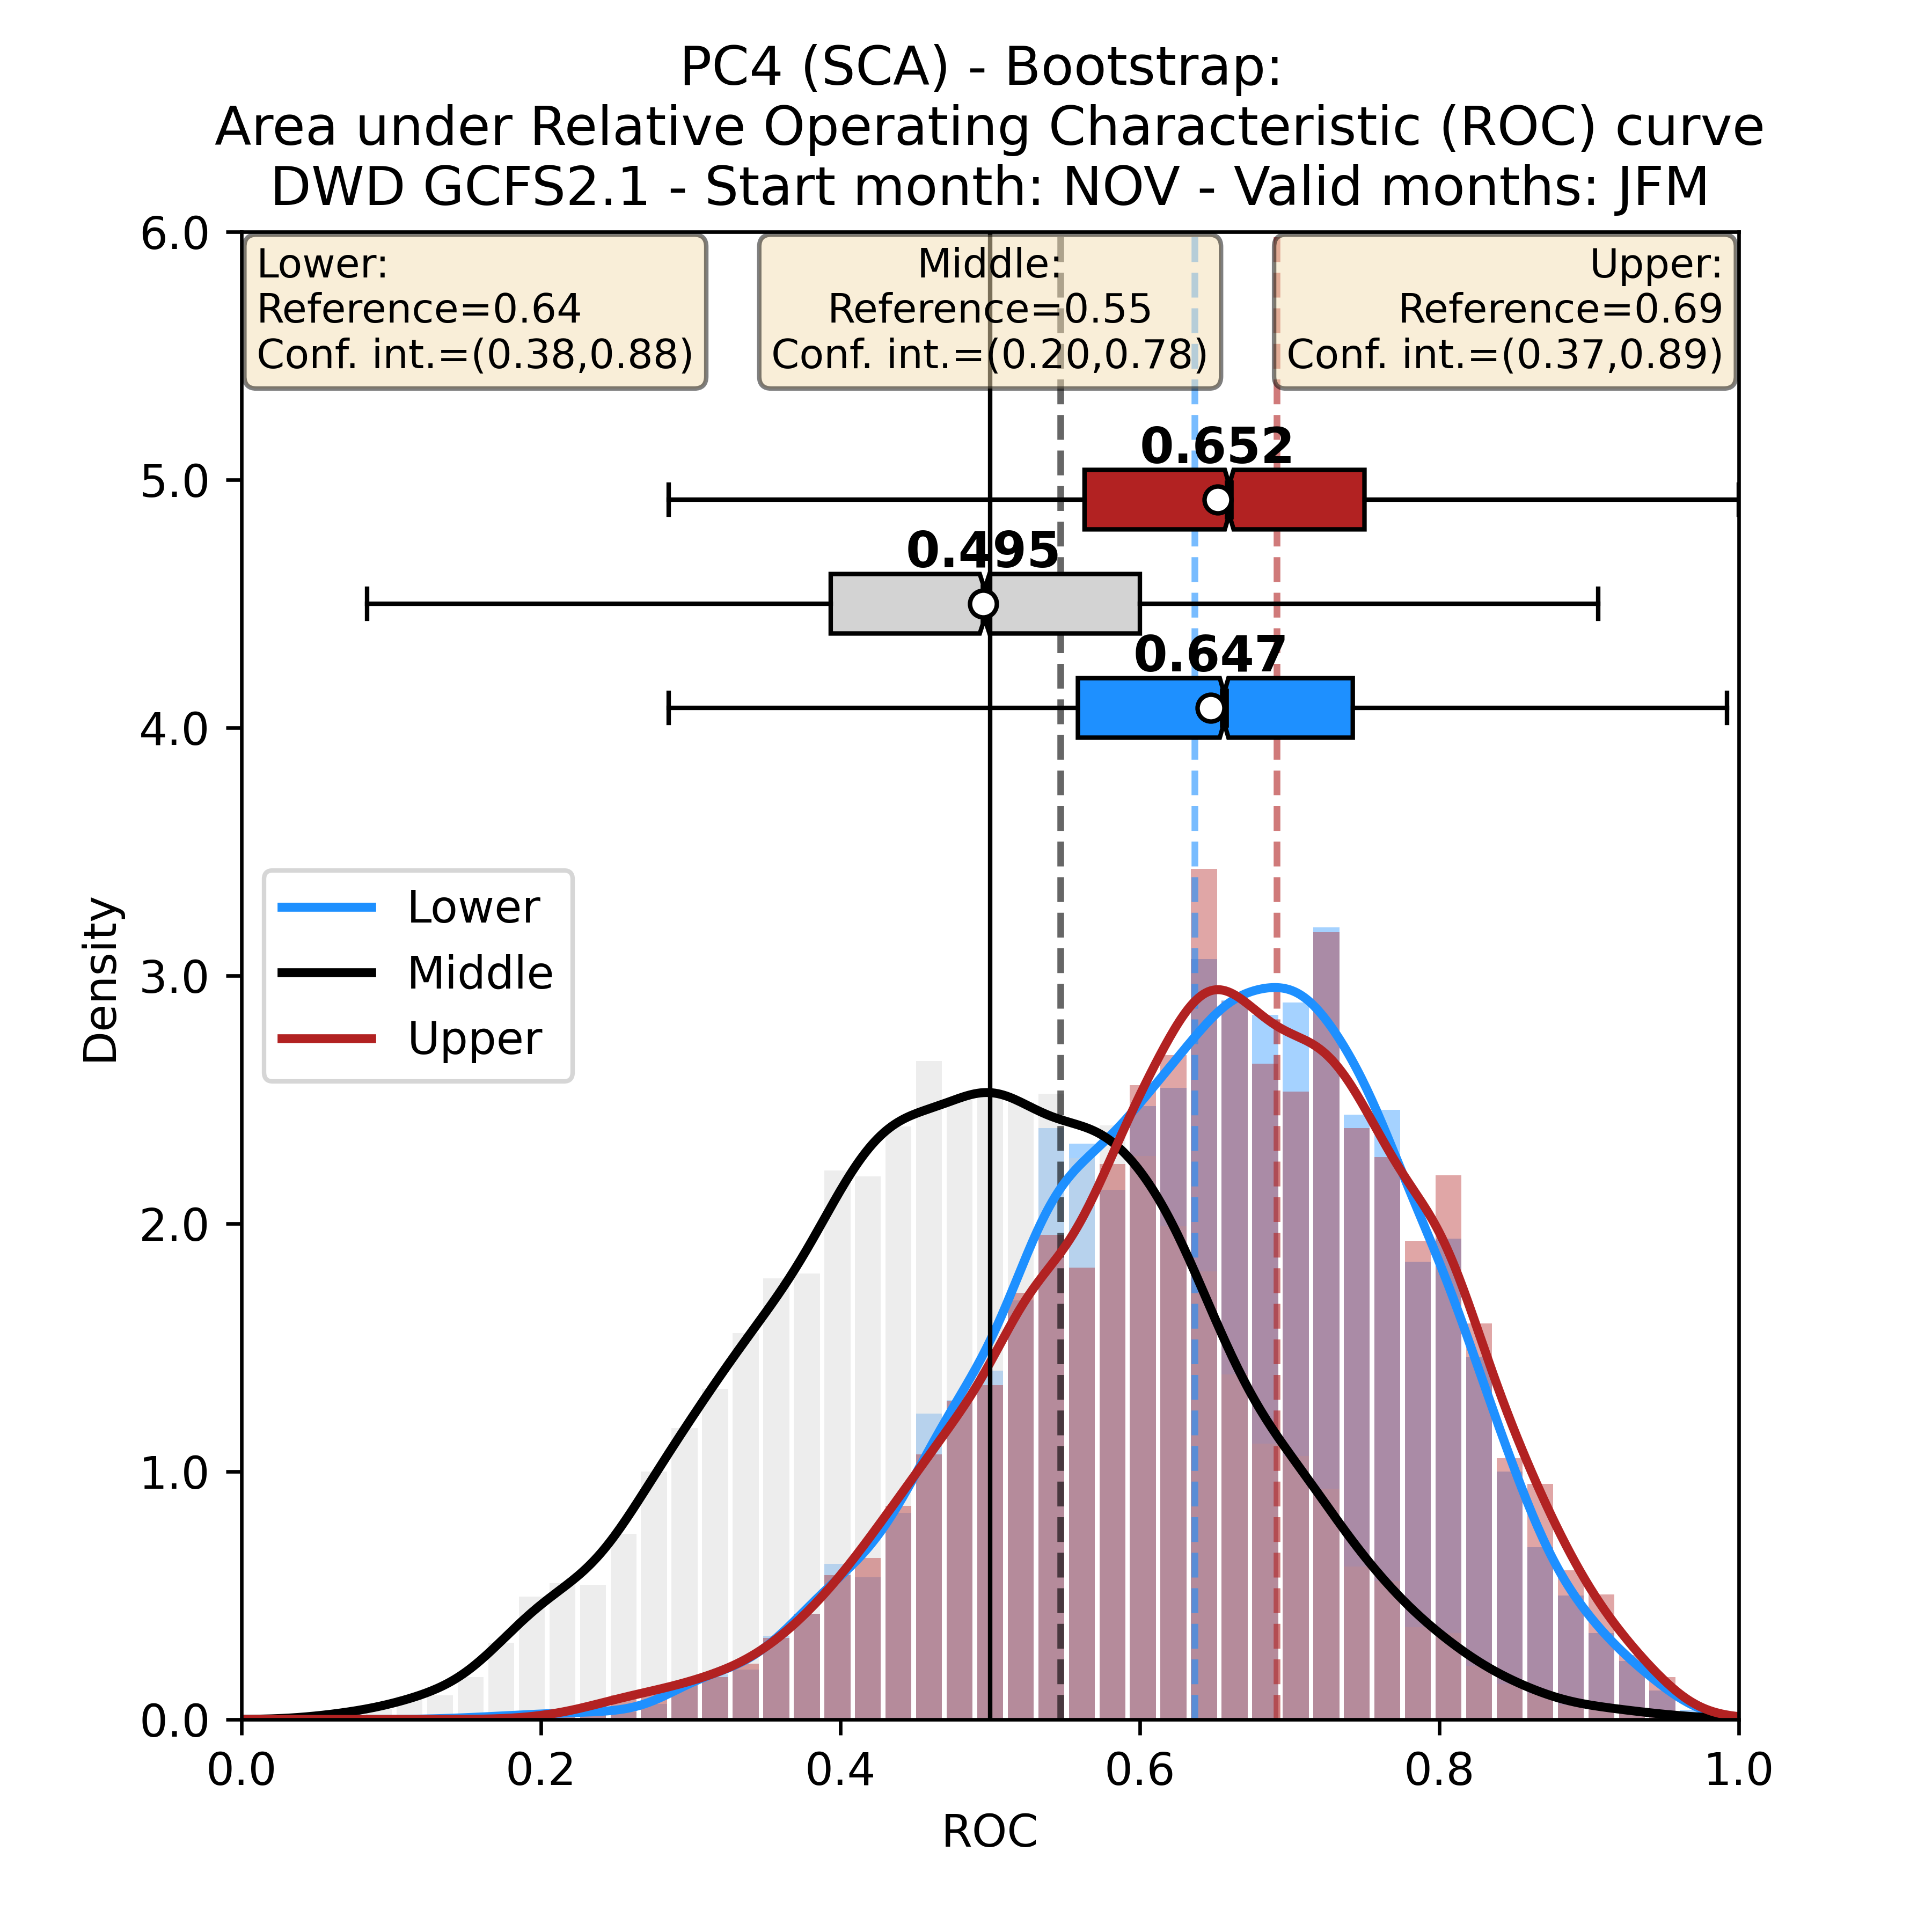 PC4 (SCA) - Bootstrap:
Area under Relative Operating Characteristic (ROC) curve
DWD GCFS2.1 - Start month: NOV - Valid months: JFM
6.0
Lower:
Reference=0.64
Conf. int.=(0.38,0.88)
Middle:
Reference=0.55
Conf. int.=(0.20,0.78)
Upper:
Reference=0.69
Conf. int.=(0.37,0.89)
0.652
5.0
0.495
0.647
4.0
Lower
Middle
Upper
Density
3.0
2.0
1.0
0.0
0.0
0.2
0.4
0.6
0.8
1.0
ROC